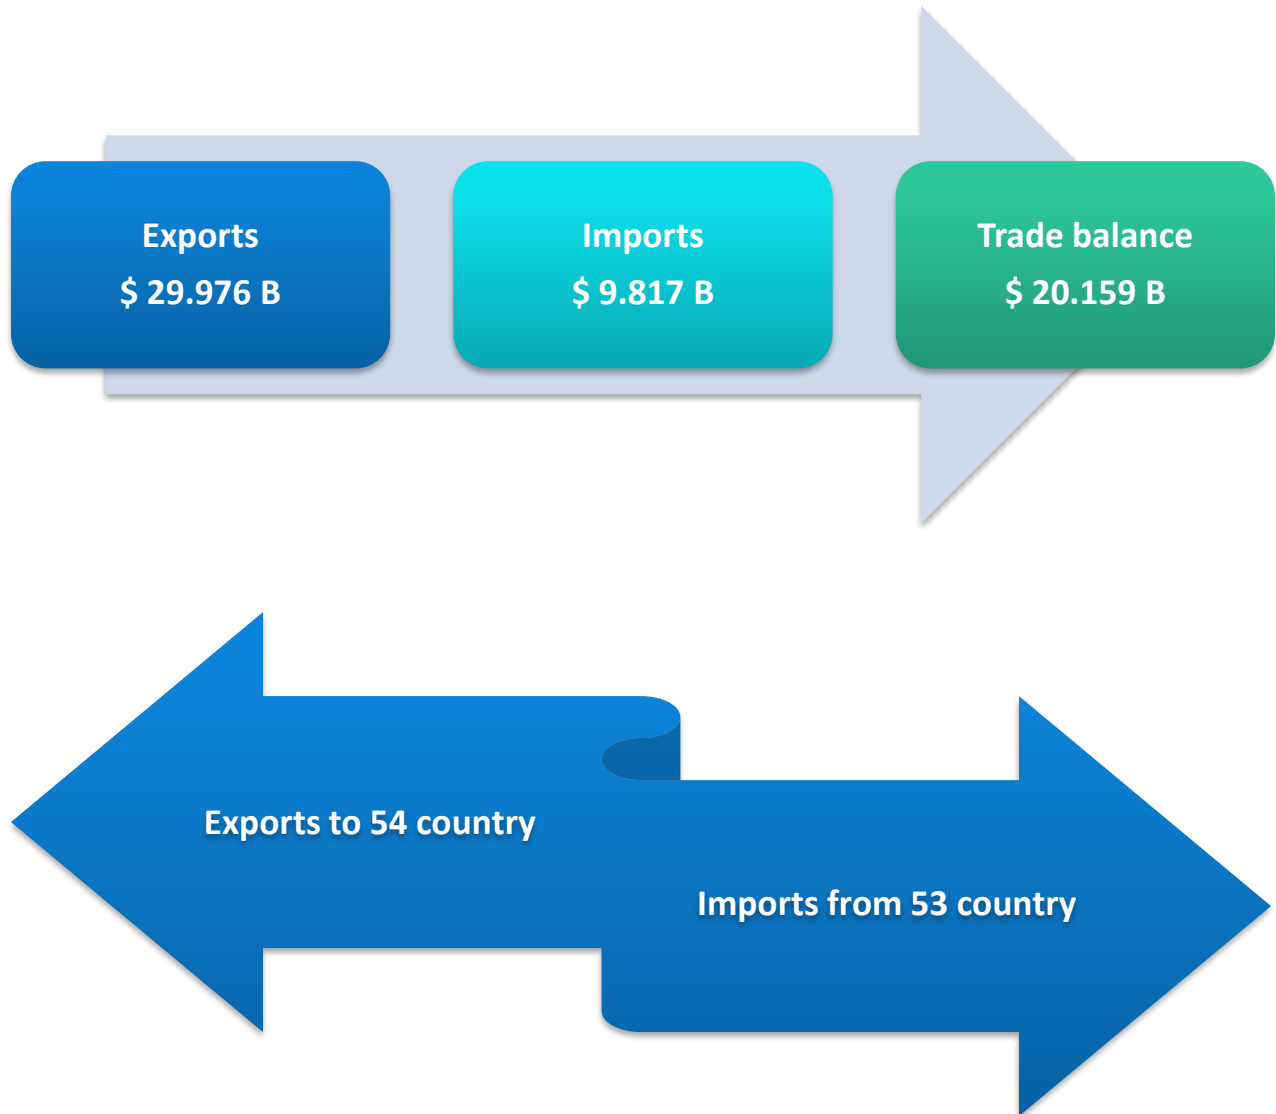 Exports
$ 29.976 B
Imports
$ 9.817 B
Trade balance
$ 20.159 B
Exports to 54 country
Imports from 53 country